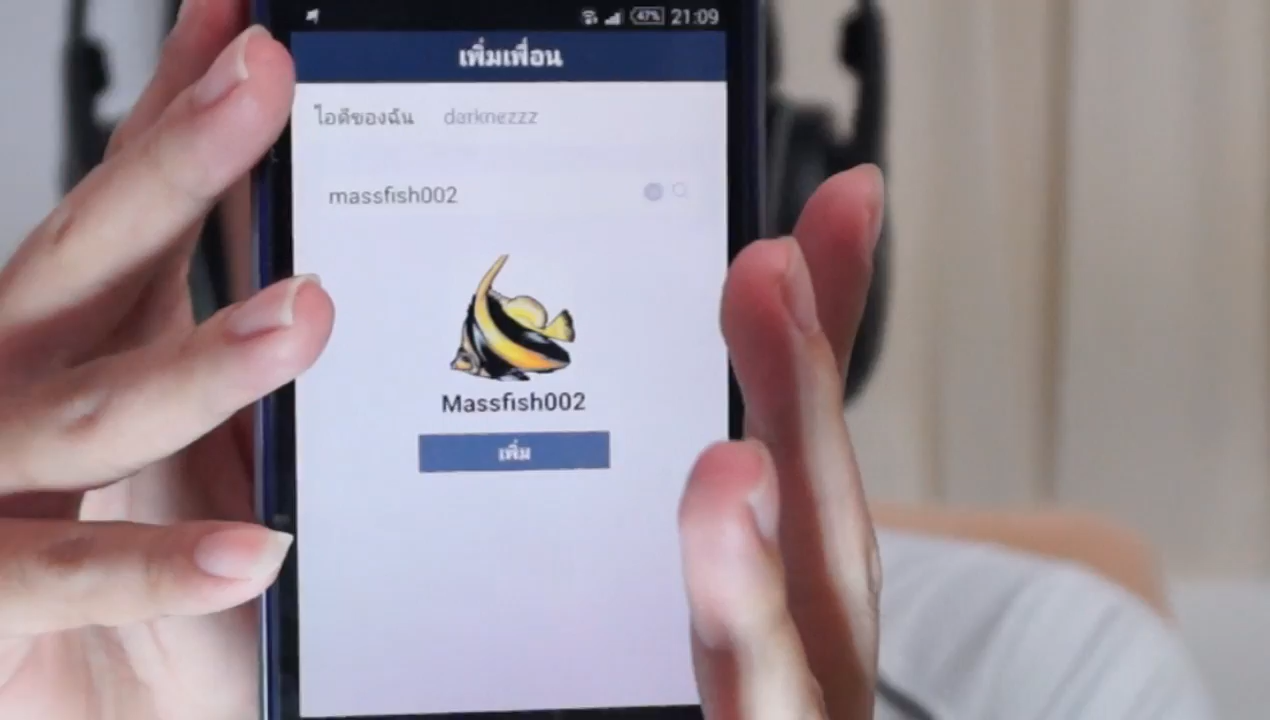 47% 21:09
เพิ่มเพื่อน
ไอดีของฉัน darknezzz
massfish002
Massfish002
เพิ่ม